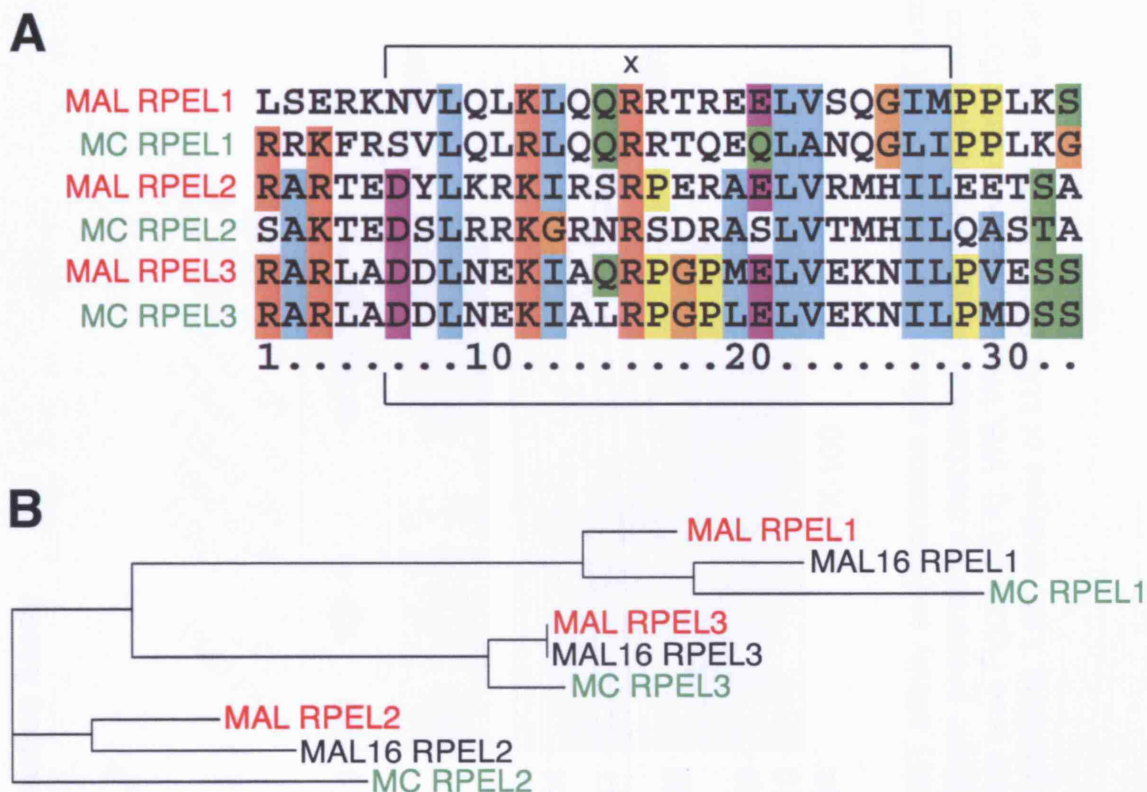 A
x
MAL RPEL1 LSERKNVLQLKLQQRRTREELVSQGIMPPLKS
MC RPEL1 RRKFRSVLQLRLQQRRTQEQLANQGLIPPLKG
MAL RPEL2 RARTEDYLKRKIRSRPERAELVRMHILEETSA
MC RPEL2 SAKTEDSLRRKGRNRSDRASLVTMHILQASTA
MAL RPEL3 RARLADDLNEKIAQRPGPMELVEKNILPVESS
MC RPEL3 RARLADDLNEKIALRPGPLELVEKNILPMDSS
1.......10........20........30..
B
MAL RPEL1
MAL16 RPEL1
MC RPEL1
MAL RPEL3
MAL16 RPEL3
MC RPEL3
MAL RPEL2
MAL16 RPEL2
MC RPEL2